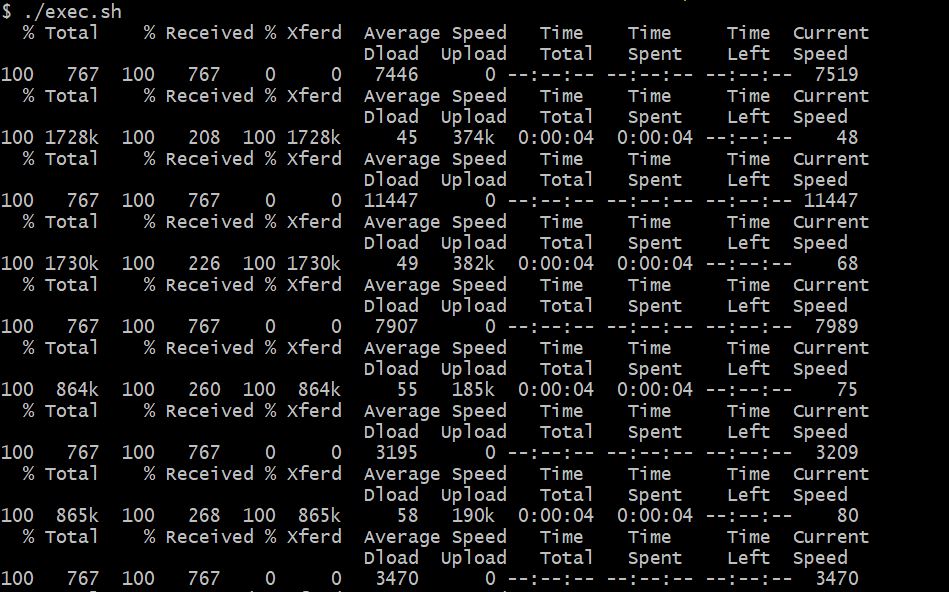 $ ./exec.sh
  % Total    % Received % Xferd  Average Speed   Time    Time     Time  Current
                                 Dload  Upload   Total   Spent    Left  Speed
100   767  100   767    0     0   7446      0 --:--:-- --:--:-- --:--:--  7519
  % Total    % Received % Xferd  Average Speed   Time    Time     Time  Current
                                 Dload  Upload   Total   Spent    Left  Speed
100 1728k  100   208  100 1728k     45   374k  0:00:04  0:00:04 --:--:--    48
  % Total    % Received % Xferd  Average Speed   Time    Time     Time  Current
                                 Dload  Upload   Total   Spent    Left  Speed
100   767  100   767    0     0  11447      0 --:--:-- --:--:-- --:--:-- 11447
  % Total    % Received % Xferd  Average Speed   Time    Time     Time  Current
                                 Dload  Upload   Total   Spent    Left  Speed
100 1730k  100   226  100 1730k     49   382k  0:00:04  0:00:04 --:--:--    68
  % Total    % Received % Xferd  Average Speed   Time    Time     Time  Current
                                 Dload  Upload   Total   Spent    Left  Speed
100   767  100   767    0     0   7907      0 --:--:-- --:--:-- --:--:--  7989
  % Total    % Received % Xferd  Average Speed   Time    Time     Time  Current
                                 Dload  Upload   Total   Spent    Left  Speed
100  864k  100   260  100  864k     55   185k  0:00:04  0:00:04 --:--:--    75
  % Total    % Received % Xferd  Average Speed   Time    Time     Time  Current
                                 Dload  Upload   Total   Spent    Left  Speed
100   767  100   767    0     0   3195      0 --:--:-- --:--:-- --:--:--  3209
  % Total    % Received % Xferd  Average Speed   Time    Time     Time  Current
                                 Dload  Upload   Total   Spent    Left  Speed
100  865k  100   268  100  865k     58   190k  0:00:04  0:00:04 --:--:--    80
  % Total    % Received % Xferd  Average Speed   Time    Time     Time  Current
                                 Dload  Upload   Total   Spent    Left  Speed
100   767  100   767    0     0   3470      0 --:--:-- --:--:-- --:--:--  3470